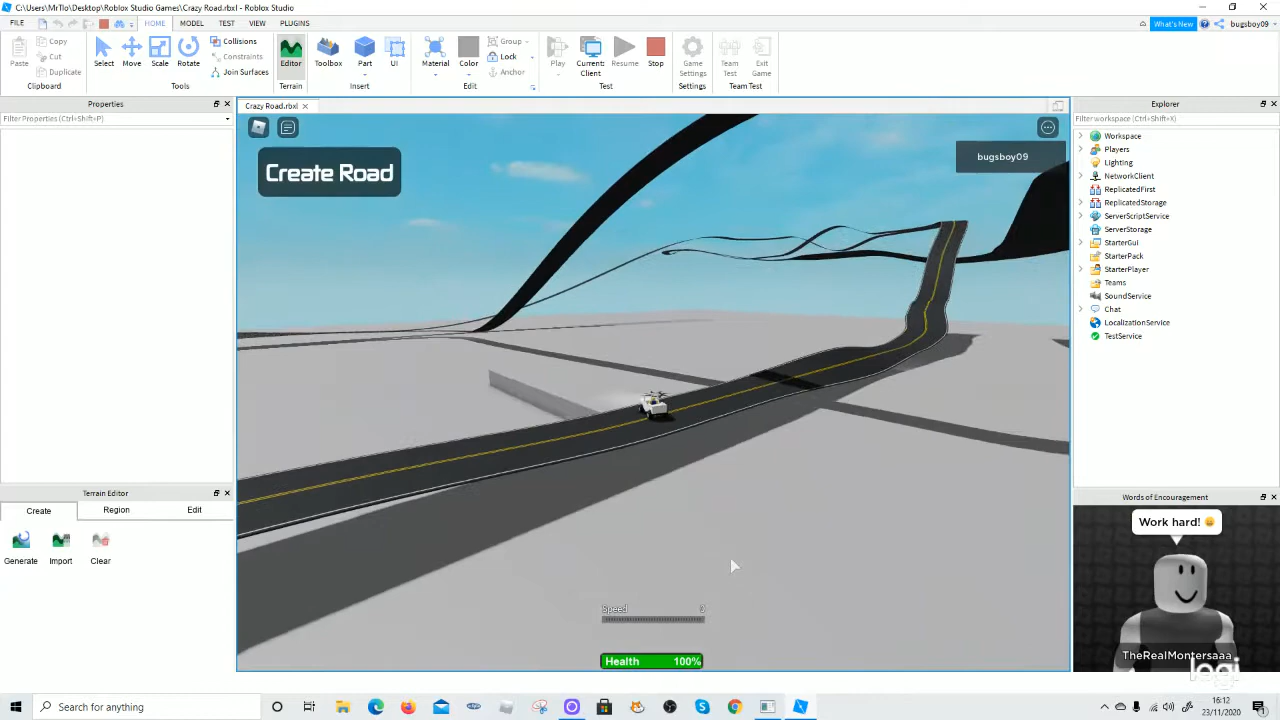 C:\Users\MrTlo\Desktop\Roblox Studio Games\Crazy Road.rbxl - Roblox Studio
FILE HOME MODEL TEST VIEW PLUGINS What's New bugsboy09
Paste Copy Cut Duplicate Clipboard
Select Move Scale Rotate Collisions Constraints Join Surfaces Tools
Editor Terrain
Toolbox Part UI Insert
Material Color Group Lock Anchor Edit
Play Current: Client Resume Stop Test
Game Settings Settings
Team Test Exit Game Team Test
Properties
Filter Properties (Ctrl+Shift+P)
Crazy Road.rbxl
Create Road
bugsboy09
Speed 0
Health 100%
Explorer
Filter workspace (Ctrl+Shift+X)
Workspace
Players
Lighting
NetworkClient
ReplicatedFirst
ReplicatedStorage
ServerScriptService
ServerStorage
StarterGui
StarterPack
StarterPlayer
Teams
SoundService
Chat
LocalizationService
TestService
Terrain Editor
Create Region Edit
Generate Import Clear
Words of Encouragement
Work hard!
TheRealMontersaaa
logi
Search for anything
16:12
23/11/2020